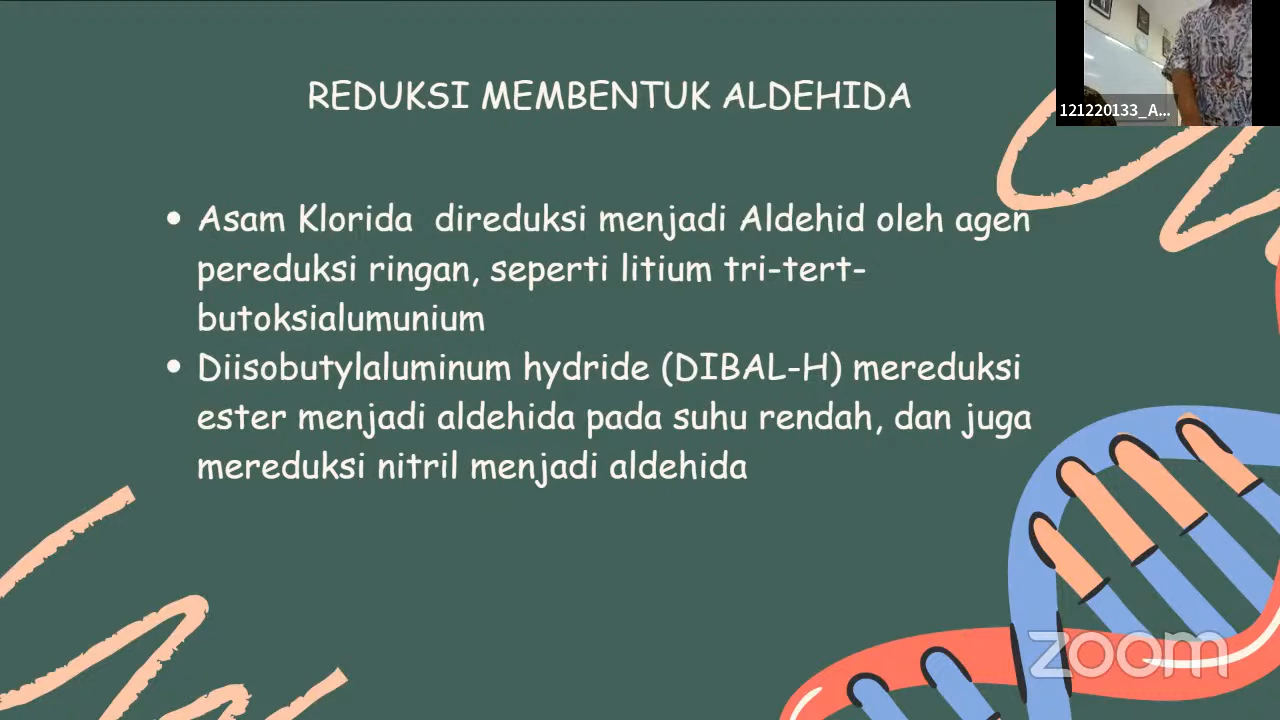 REDUKSI MEMBENTUK ALDEHIDA
121220133_A...
• Asam Klorida direduksi menjadi Aldehid oleh agen
pereduksi ringan, seperti litium tri-tert-
butoksialumunium
• Diisobutylaluminum hydride (DIBAL-H) mereduksi
ester menjadi aldehida pada suhu rendah, dan juga
mereduksi nitril menjadi aldehida
zoom